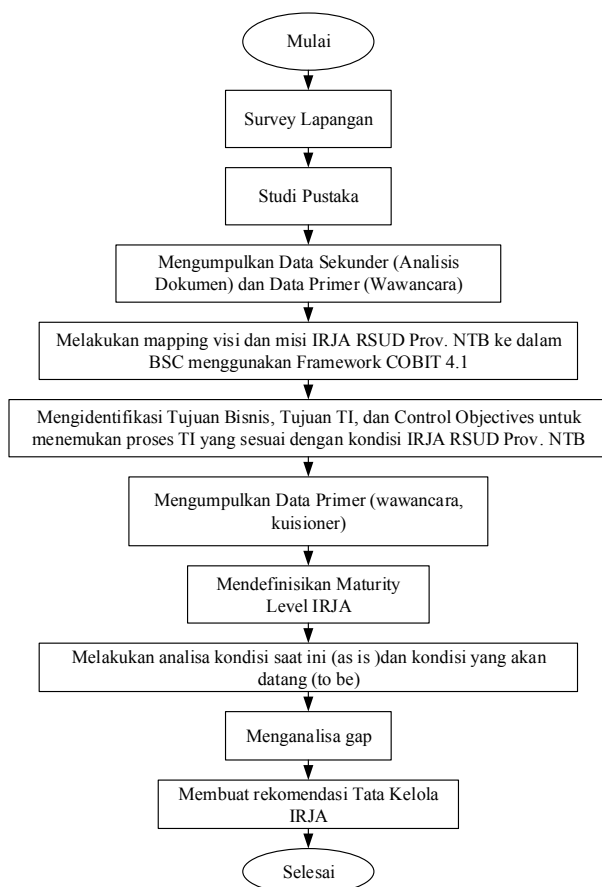 Mulai
Survey Lapangan
Studi Pustaka
Mengumpulkan Data Sekunder (Analisis
Dokumen) dan Data Primer (Wawancara)
Melakukan mapping visi dan misi IRJA RSUD Prov. NTB ke dalam
BSC menggunakan Framework COBIT 4.1
Mengidentifikasi Tujuan Bisnis, Tujuan TI, dan Control Objectives untuk
menemukan proses TI yang sesuai dengan kondisi IRJA RSUD Prov. NTB
Mengumpulkan Data Primer (wawancara,
kuisioner)
Mendefinisikan Maturity
Level IRJA
Melakukan analisa kondisi saat ini (as is )dan kondisi yang akan
datang (to be)
Menganalisa gap
Membuat rekomendasi Tata Kelola
IRJA
Selesai